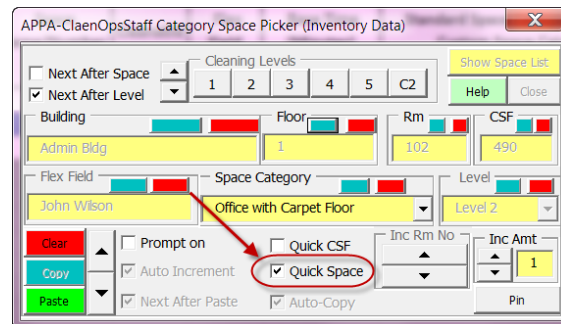 APPA-ClaenOpsStaff Category Space Picker (Inventory Data)
Next After Space
Next After Level
Cleaning Levels
1 2 3 4 5 C2
Show Space List
Help Close
Building Floor Rm CSF
Admin Bldg 1 102 490
Flex Field Space Category Level
John Wilson Office with Carpet Floor Level 2
Clear Prompt on Quick CSF Inc Rm No Inc Amt
Copy Auto Increment Quick Space 1
Paste Next After Paste Auto-Copy Pin